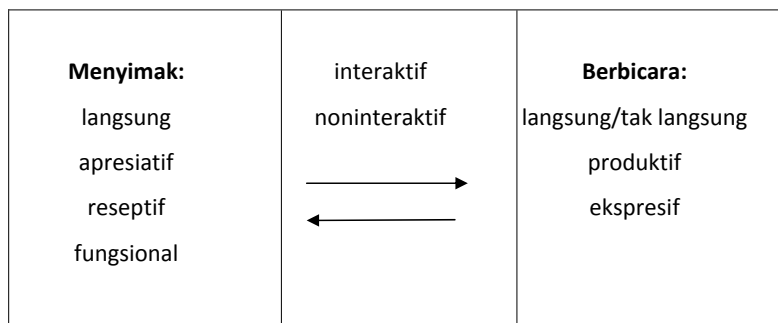 Menyimak:
langsung
apresiatif
reseptif
fungsional
interaktif
noninteraktif
Berbicara:
langsung/tak langsung
produktif
ekspresif